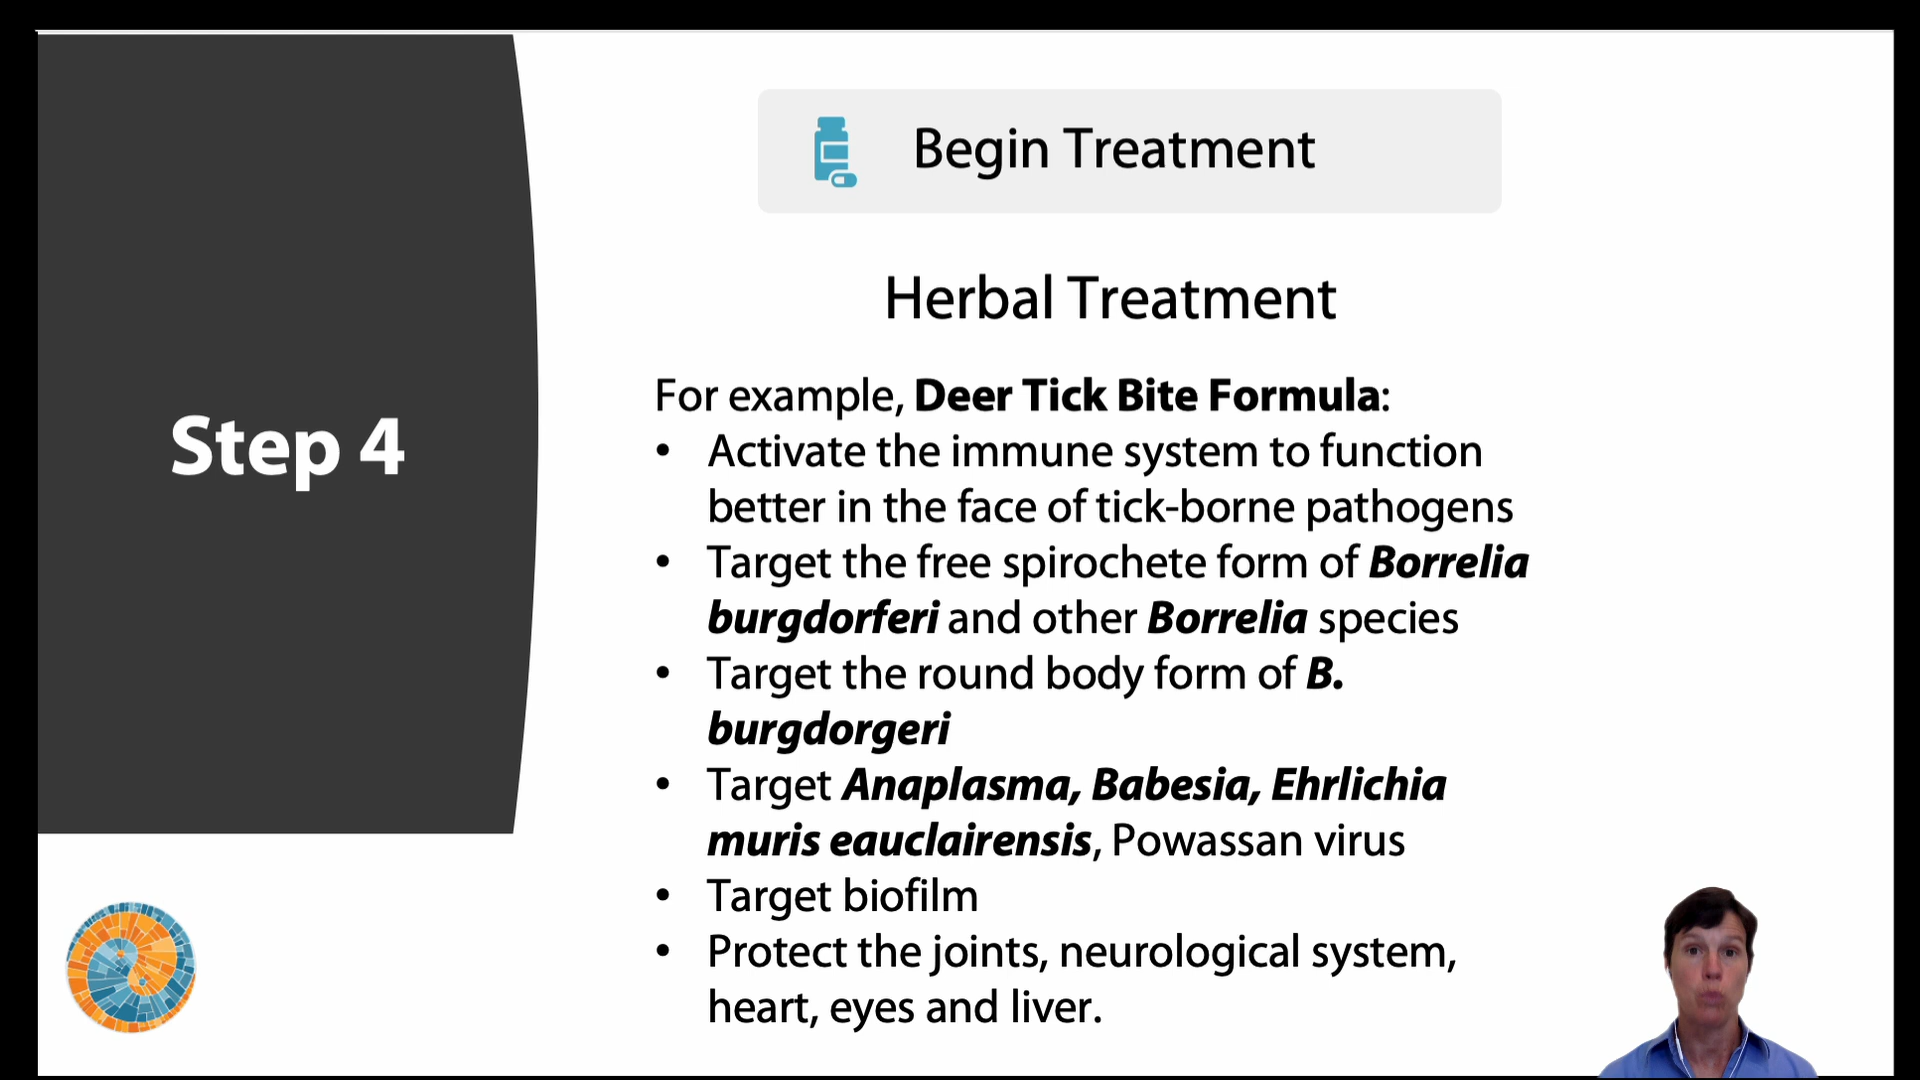 Step 4
Begin Treatment
Herbal Treatment
For example, Deer Tick Bite Formula:
• Activate the immune system to function
better in the face of tick-borne pathogens
• Target the free spirochete form of Borrelia
burgdorferi and other Borrelia species
• Target the round body form of B.
burgdorgeri
• Target Anaplasma, Babesia, Ehrlichia
muris eauclairensis, Powassan virus
• Target biofilm
• Protect the joints, neurological system,
heart, eyes and liver.